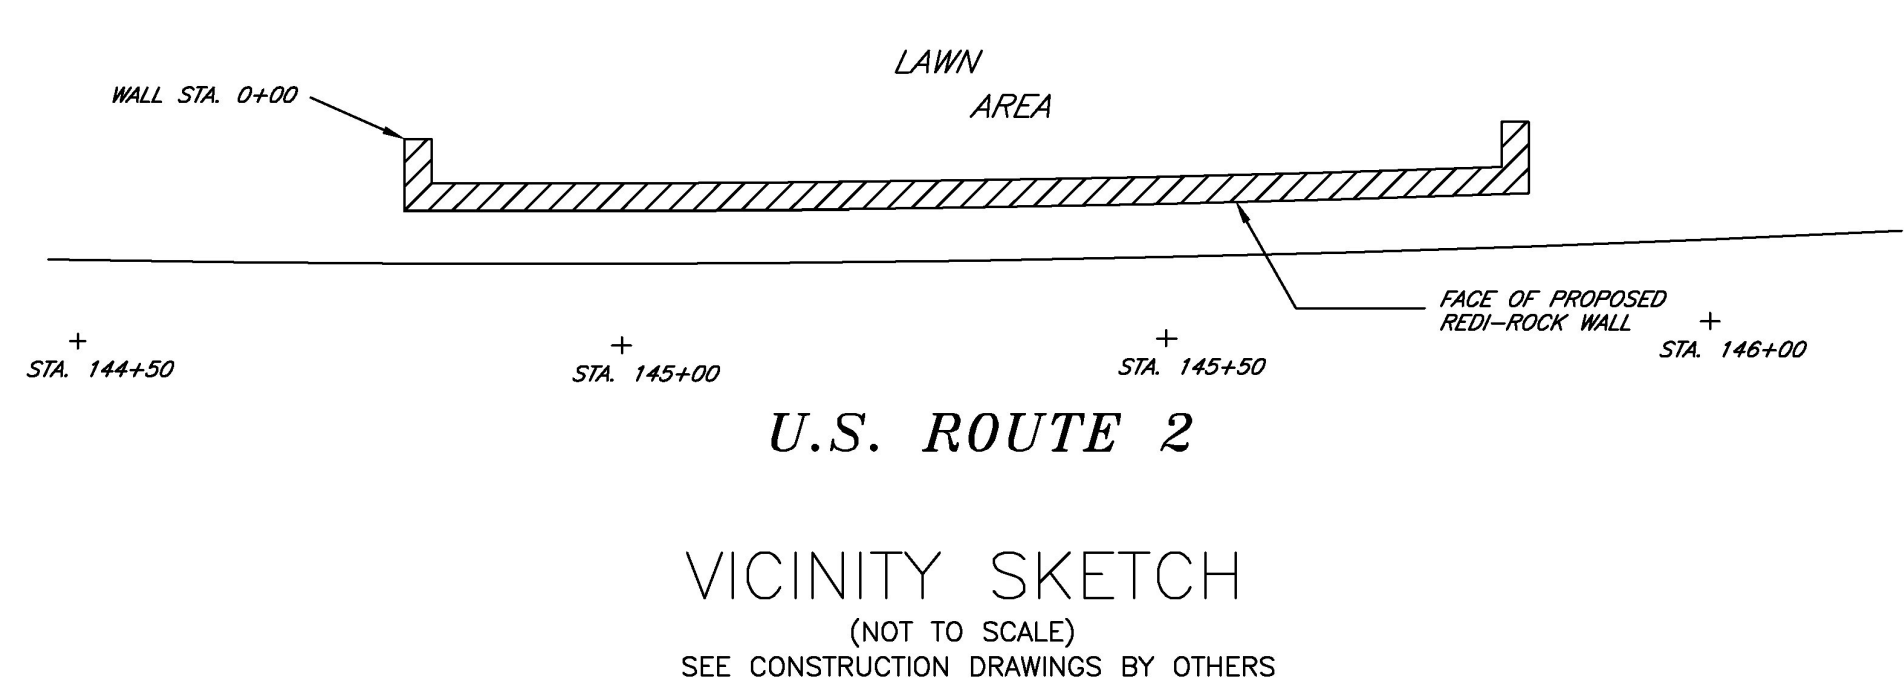 LAWN
AREA
WALL STA. 0+00
FACE OF PROPOSED
REDI-ROCK WALL
STA. 144+50
STA. 145+00
STA. 145+50
STA. 146+00
U.S. ROUTE 2
VICINITY SKETCH
(NOT TO SCALE)
SEE CONSTRUCTION DRAWINGS BY OTHERS